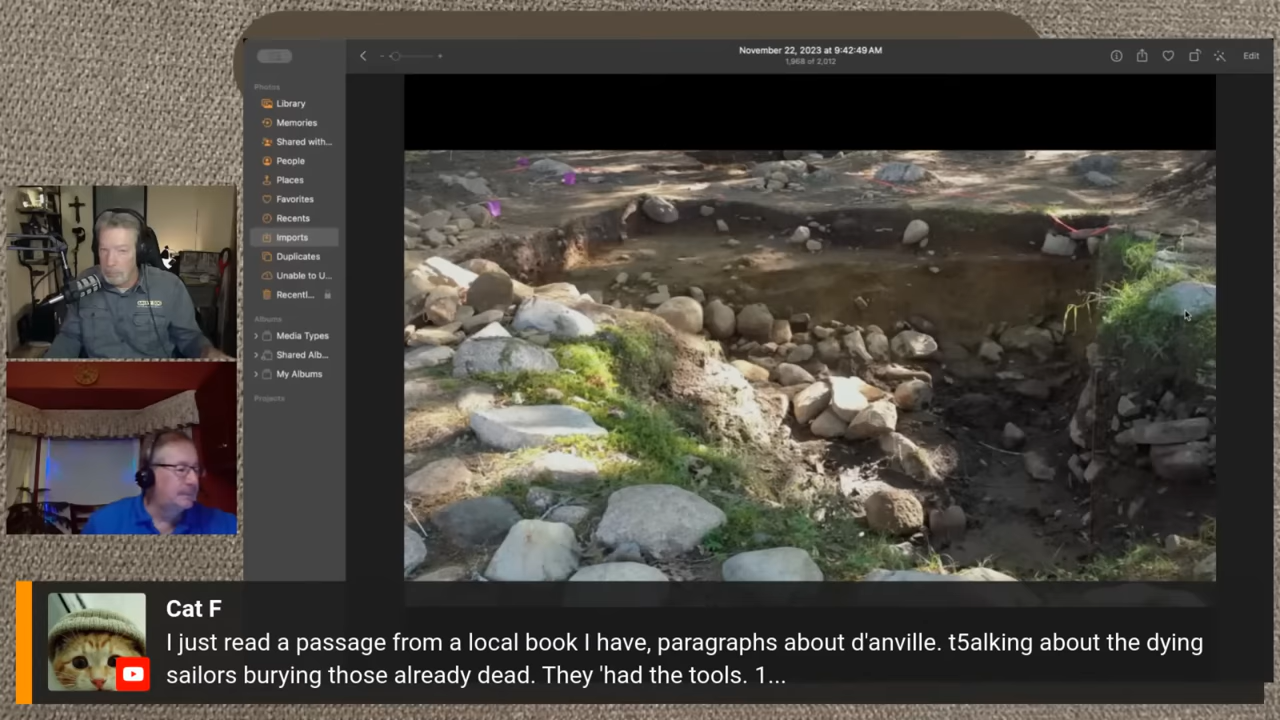 November 22, 2023 at 9:42:49 AM
1,968 of 2,012
Edit
Photos
Library
Memories
Shared with...
People
Places
Favorites
Recents
Imports
Duplicates
Unable to U...
Recentl...
Albums
Media Types
Shared Alb...
My Albums
Projects
Cat F
I just read a passage from a local book I have, paragraphs about d'anville. t5alking about the dying
sailors burying those already dead. They 'had the tools. 1...